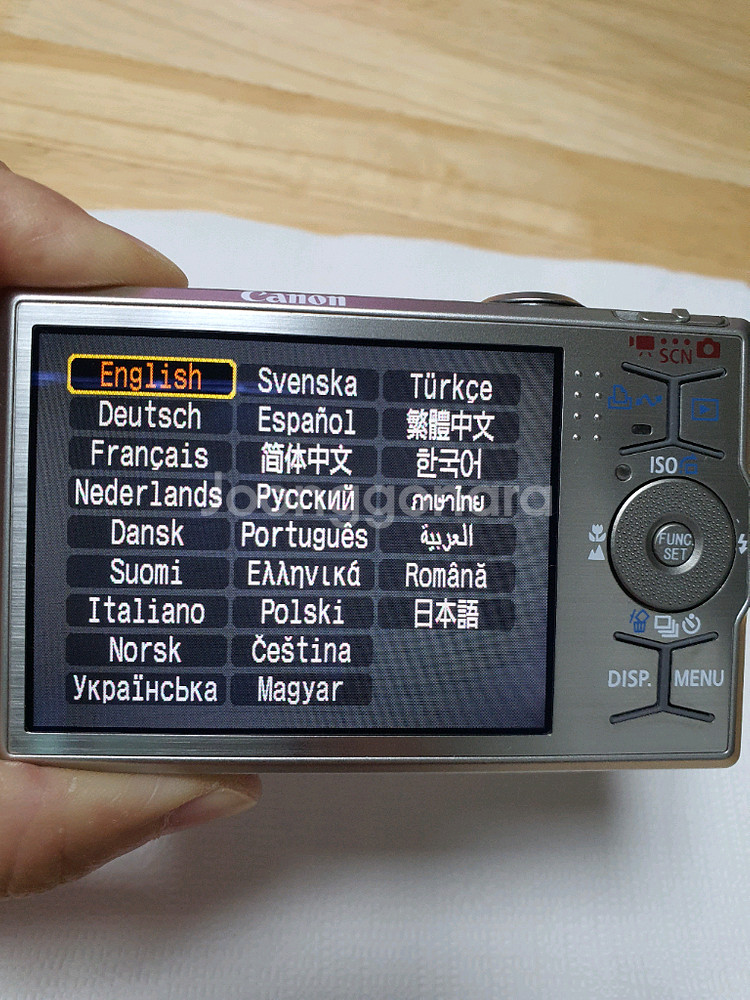 Canon
English Svenska Türkçe
Deutsch Español 繁體中文
Français 简体中文 한국어
Nederlands Русский ภาษาไทย
Dansk Português العربية
Suomi Ελληνικά Română
Italiano Polski 日本語
Norsk Čeština
Українська Magyar
SCN
ISO
FUNC.
SET
DISP. MENU
Joonggonara